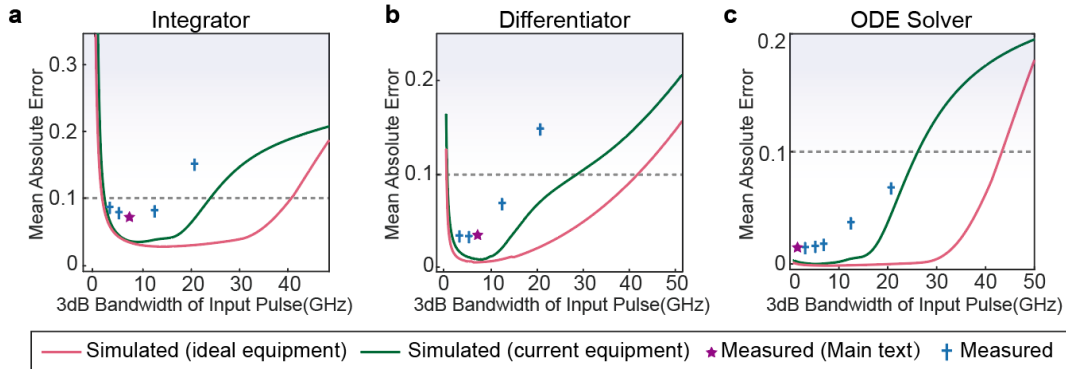 a
Integrator
Mean Absolute Error
0.3
0.2
0.1
0
0
10
20
30
40
3dB Bandwidth of Input Pulse(GHz)
b
Differentiator
Mean Absolute Error
0.2
0.1
0
0
10
20
30
40
50
3dB Bandwidth of Input Pulse(GHz)
c
ODE Solver
Mean Absolute Error
0.2
0.1
0
0
10
20
30
40
50
3dB Bandwidth of Input Pulse(GHz)
Simulated (ideal equipment) Simulated (current equipment) Measured (Main text) Measured